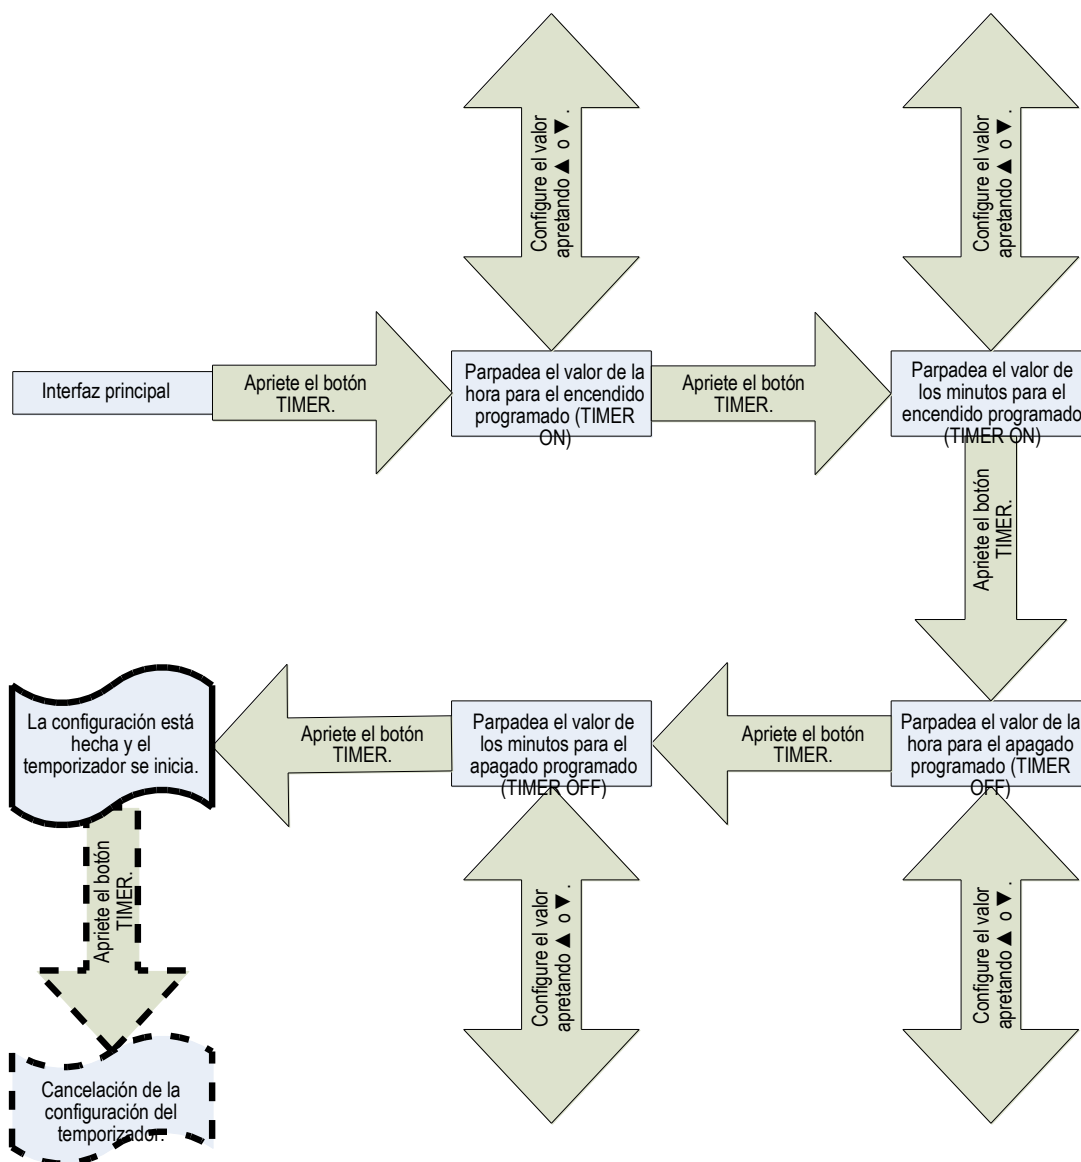 Configure el valor
apretando ▲ o ▼.
Configure el valor
apretando ▲ o ▼.
Interfaz principal
Apriete el botón
TIMER.
Parpadea el valor de la
hora para el encendido
programado (TIMER
ON)
Apriete el botón
TIMER.
Parpadea el valor de
los minutos para el
encendido programado
(TIMER ON)
Apriete el botón
TIMER.
Parpadea el valor de la
hora para el apagado
programado (TIMER
OFF)
Apriete el botón
TIMER.
Parpadea el valor de
los minutos para el
apagado programado
(TIMER OFF)
Apriete el botón
TIMER.
La configuración está
hecha y el
temporizador se inicia.
Configure el valor
apretando ▲ o ▼.
Configure el valor
apretando ▲ o ▼.
Apriete el botón
TIMER.
Cancelación de la
configuración del
temporizador.